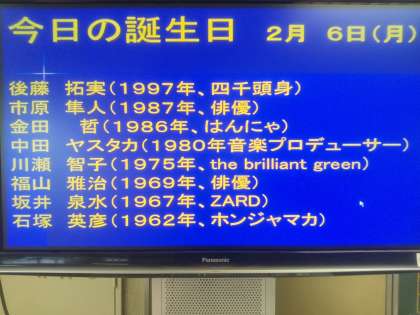 今日の誕生日 2月 6日(月)
後藤 拓実(1997年、四千頭身)
市原 隼人(1987年、俳優)
金田 哲(1986年、はんにゃ)
中田 ヤスタカ(1980年音楽プロデューサー)
川瀬 智子(1975年、the brilliant green)
福山 雅治(1969年、俳優)
坂井 泉水(1967年、ZARD)
石塚 英彦(1962年、ホンジャマカ)
Panasonic